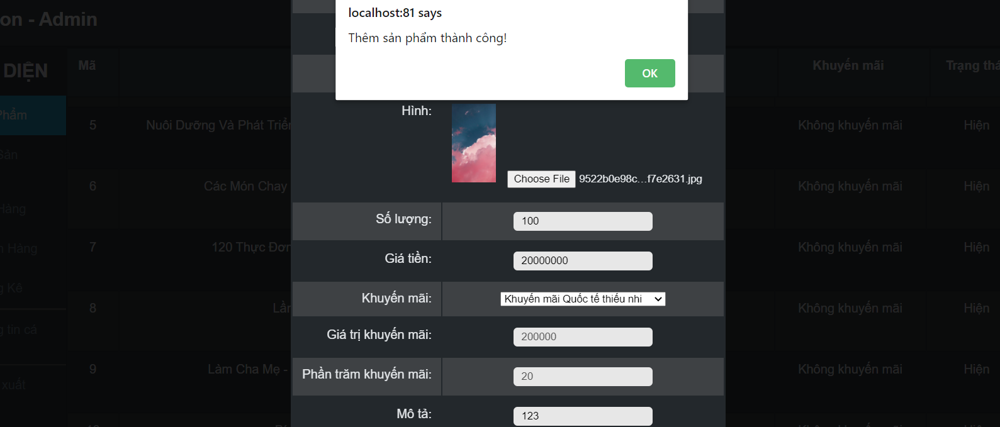 on - Admin
localhost:81 says
Thêm sản phẩm thành công!
OK
DIỆN
Phẩm
Sản
Hàng
n Hàng
g Kê
g tin cá
xuất
Mã
Khuyến mãi
Trạng thá
5
Nuôi Dưỡng Và Phát Triển
Không khuyến mãi
Hiện
6
Các Món Chay
Không khuyến mãi
Hiện
7
120 Thực Đơn
Không khuyến mãi
Hiện
8
Lần
Không khuyến mãi
Hiện
9
Làm Cha Mẹ -
Không khuyến mãi
Hiện
Hình:
Choose File 9522b0e98c...f7e2631.jpg
Số lượng:
100
Giá tiền:
20000000
Khuyến mãi:
Khuyến mãi Quốc tế thiếu nhi
Giá trị khuyến mãi:
200000
Phần trăm khuyến mãi:
20
Mô tả:
123